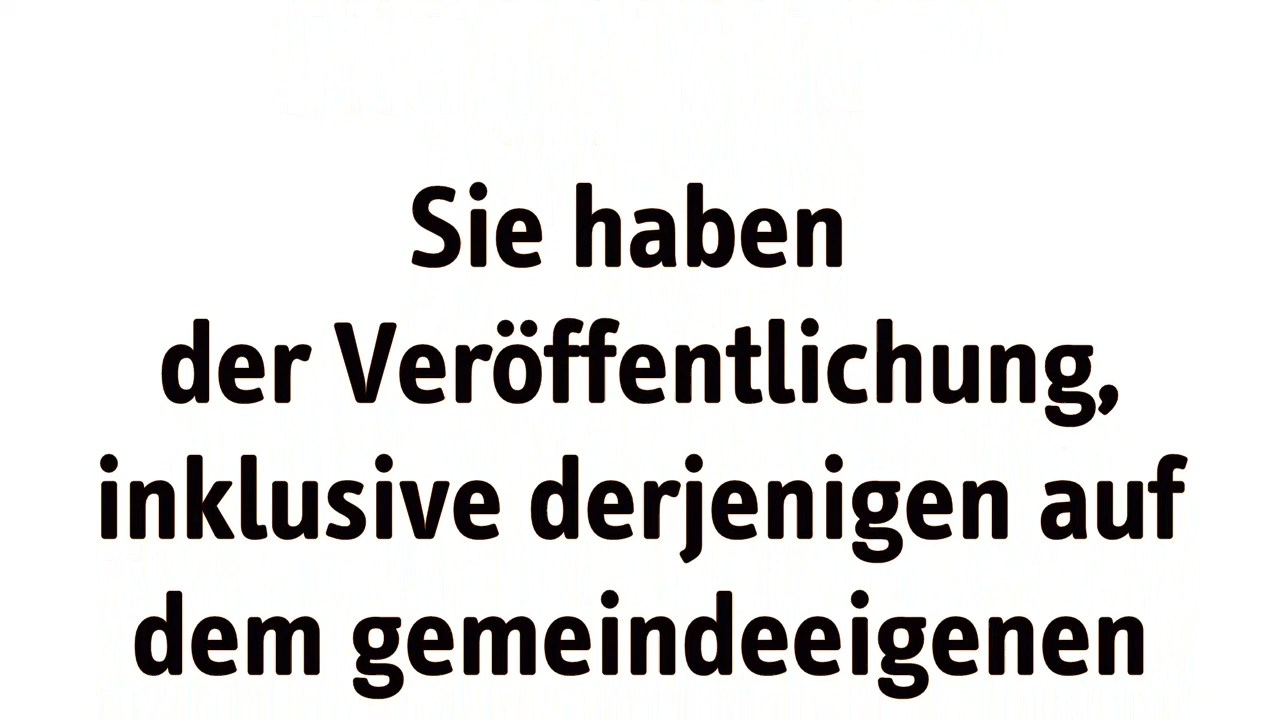 Sie haben
der Veröffentlichung,
inklusive derjenigen auf
dem gemeindeeigenen